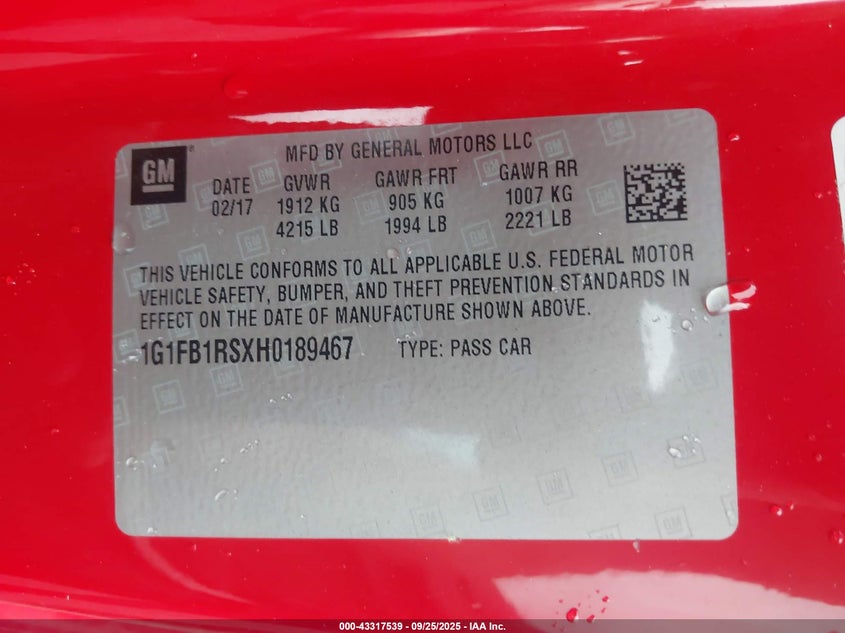 GM
MFD BY GENERAL MOTORS LLC
DATE GVWR GAWR FRT GAWR RR
02/17 1912 KG 905 KG 1007 KG
4215 LB 1994 LB 2221 LB
THIS VEHICLE CONFORMS TO ALL APPLICABLE U.S. FEDERAL MOTOR
VEHICLE SAFETY, BUMPER, AND THEFT PREVENTION STANDARDS IN
EFFECT ON THE DATE OF MANUFACTURE SHOWN ABOVE.
1G1FB1RSXH0189467 TYPE: PASS CAR
000-43317539 - 09/25/2025 - IAA Inc.